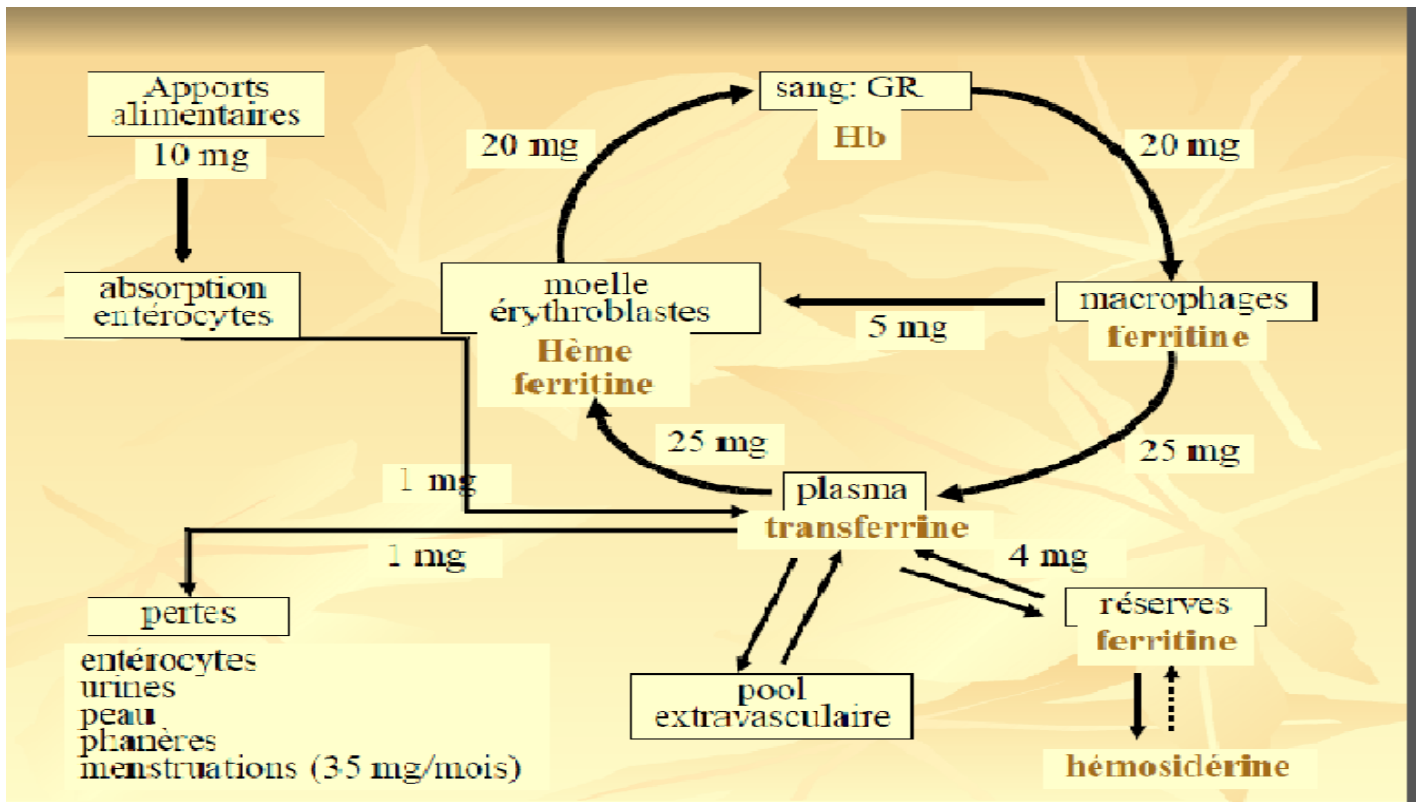 Apports
alimentaires
10 mg
absorption
entérocytes
sang: GR
Hb
20 mg
20 mg
moelle
érythroblastes
Hème
ferritine
5 mg
macrophages
ferritine
25 mg
25 mg
plasma
transferrine
1 mg
1 mg
4 mg
pertes
entérocytes
urines
peau
phanères
menstruations (35 mg/mois)
pool
extravasculaire
réserves
ferritine
hémosidérine